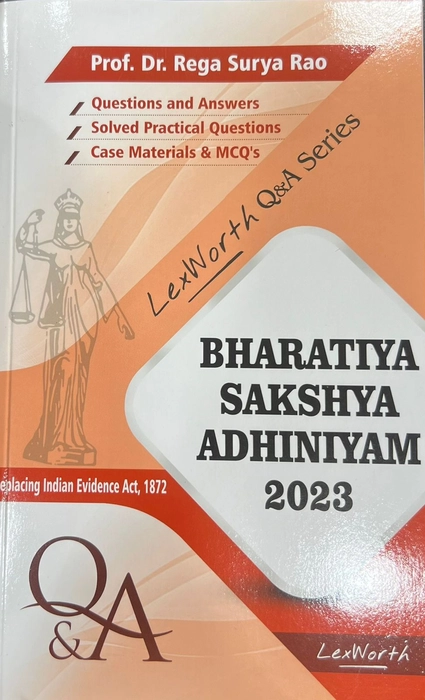 Prof. Dr. Rega Surya Rao
Questions and Answers
Solved Practical Questions
Case Materials & MCQ's
LexWorth Q&A Series
BHARATIYA
SAKSHYA
ADHINIYAM
2023
eplacing Indian Evidence Act, 1872
Q&A
LexWorth